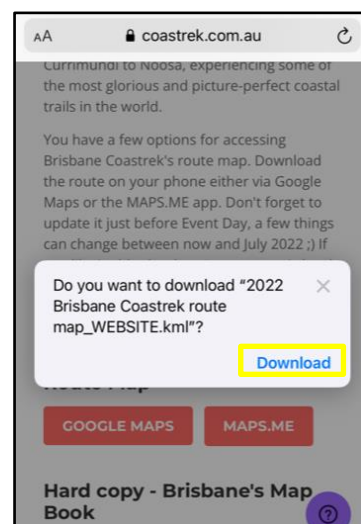 AA coastrek.com.au
Currimundi to Noosa, experiencing some of
the most glorious and picture-perfect coastal
trails in the world.
You have a few options for accessing
Brisbane Coastrek's route map. Download
the route on your phone either via Google
Maps or the MAPS.ME app. Don't forget to
update it just before Event Day, a few things
can change between now and July 2022 ;) If
Do you want to download “2022
Brisbane Coastrek route
map_WEBSITE.kml”?
Download
Route Map
GOOGLE MAPS MAPS.ME
Hard copy - Brisbane's Map
Book